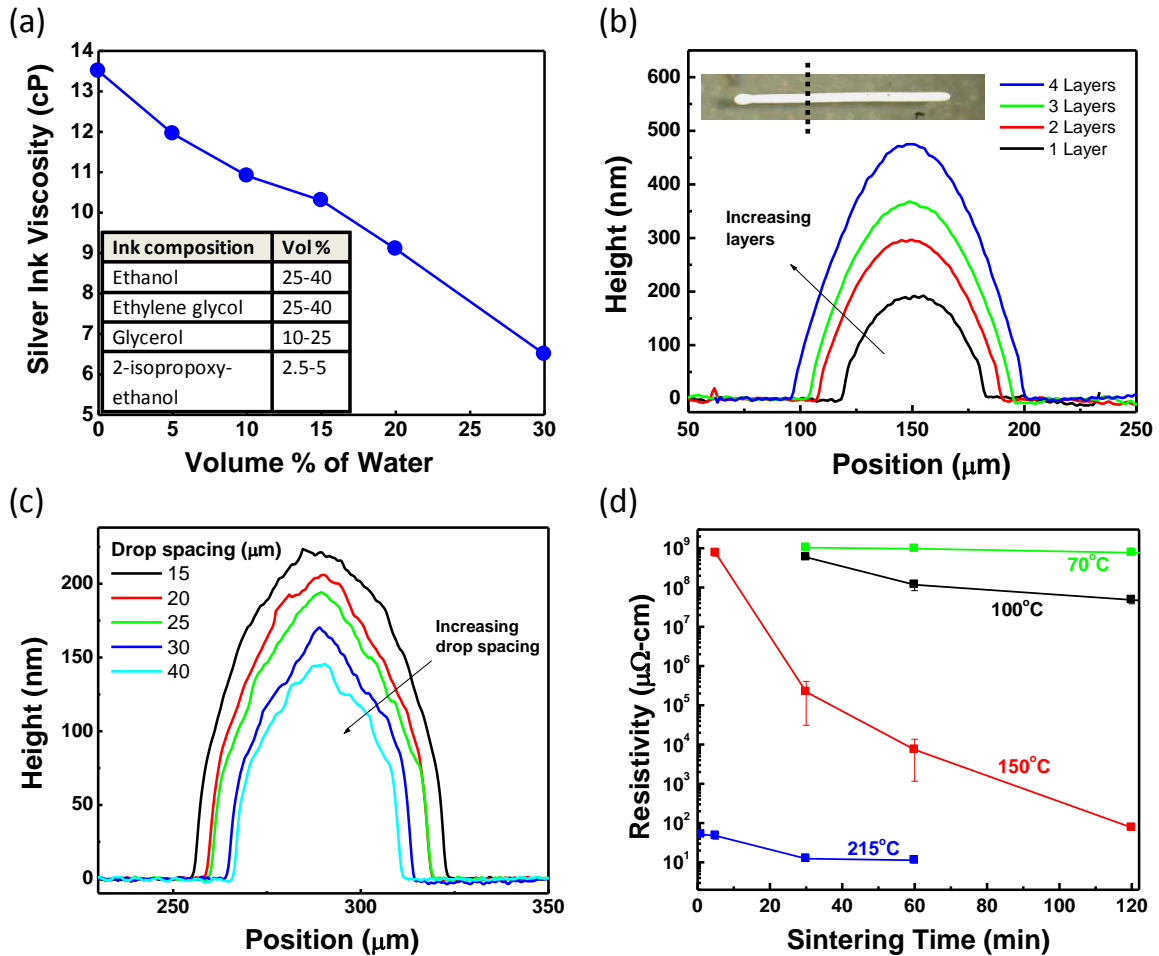 (a)
14
13
12
11
10
9
8
7
6
5
Silver Ink Viscosity (cP)
Ink composition Vol %
Ethanol 25-40
Ethylene glycol 25-40
Glycerol 10-25
2-isopropoxy- 2.5-5
ethanol
0 5 10 15 20 25 30
Volume % of Water
(b)
600
500
400
300
200
100
0
Height (nm)
4 Layers
3 Layers
2 Layers
1 Layer
Increasing
layers
50 100 150 200 250
Position (μm)
(c)
Drop spacing (μm)
15
20
25
30
40
200
150
100
50
0
Height (nm)
Increasing
drop spacing
250 300 350
Position (μm)
(d)
10⁹
10⁸
10⁷
10⁶
10⁵
10⁴
10³
10²
10¹
Resistivity (μΩ-cm)
70°C
100°C
150°C
215°C
0 20 40 60 80 100 120
Sintering Time (min)